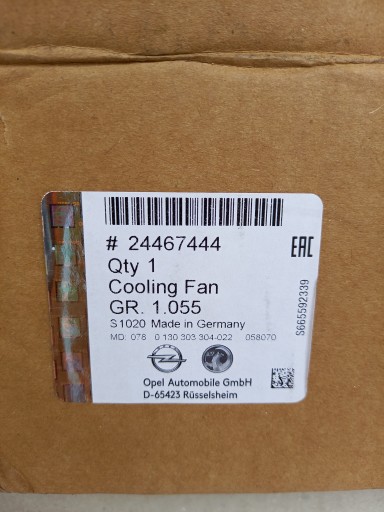 # 24467444
EAC
Qty 1
Cooling Fan
GR. 1.055
S1020 Made in Germany
MD: 078 0 130 303 304-022 058070
S665592339
Opel Automobile GmbH
D-65423 Rüsselsheim